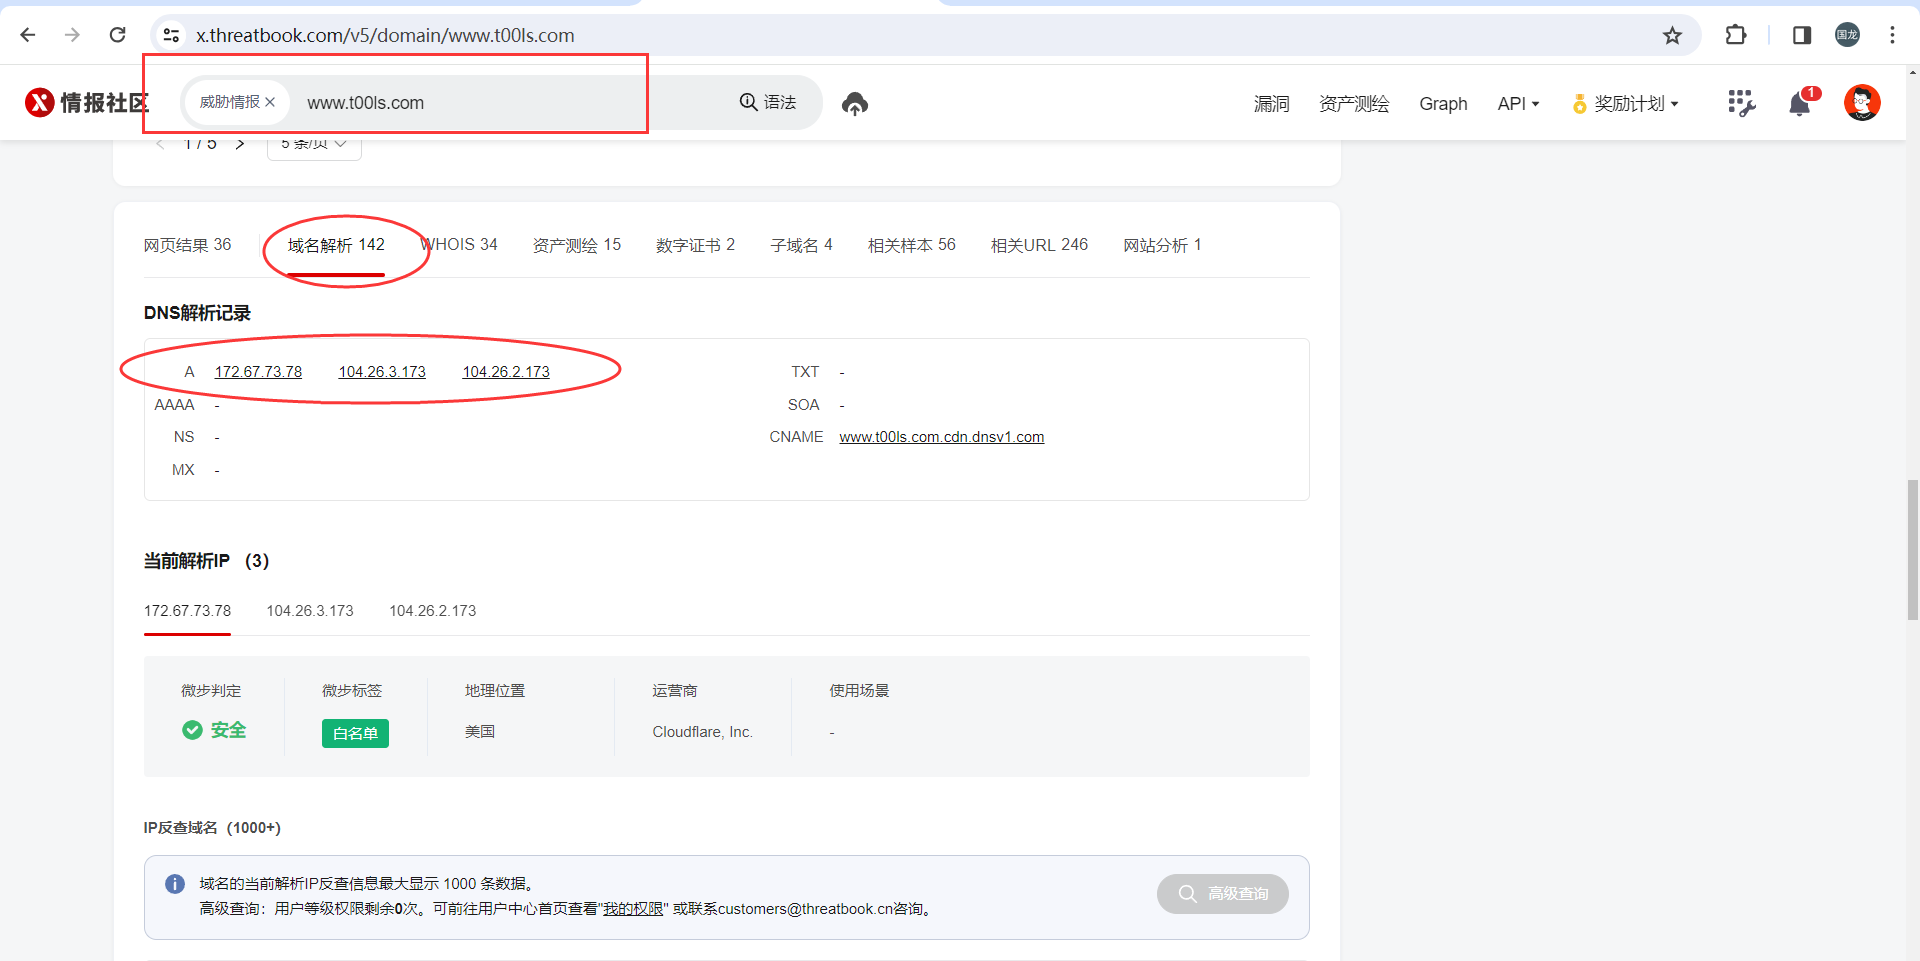 x.threatbook.com/v5/domain/www.t00ls.com
国龙
情报社区
威胁情报 × www.t00ls.com 语法
漏洞 资产测绘 Graph API 奖励计划 1
1 / 5 5 条/页
网页结果 36 域名解析 142 WHOIS 34 资产测绘 15 数字证书 2 子域名 4 相关样本 56 相关URL 246 网站分析 1
DNS解析记录
A 172.67.73.78 104.26.3.173 104.26.2.173 TXT -
AAAA - SOA -
NS - CNAME www.t00ls.com.cdn.dnsv1.com
MX -
当前解析IP （3）
172.67.73.78 104.26.3.173 104.26.2.173
微步判定 微步标签 地理位置 运营商 使用场景
安全 白名单 美国 Cloudflare, Inc. -
IP反查域名（1000+）
域名的当前解析IP反查信息最大显示 1000 条数据。
高级查询：用户等级权限剩余0次。可前往用户中心首页查看"我的权限" 或联系customers@threatbook.cn咨询。
高级查询